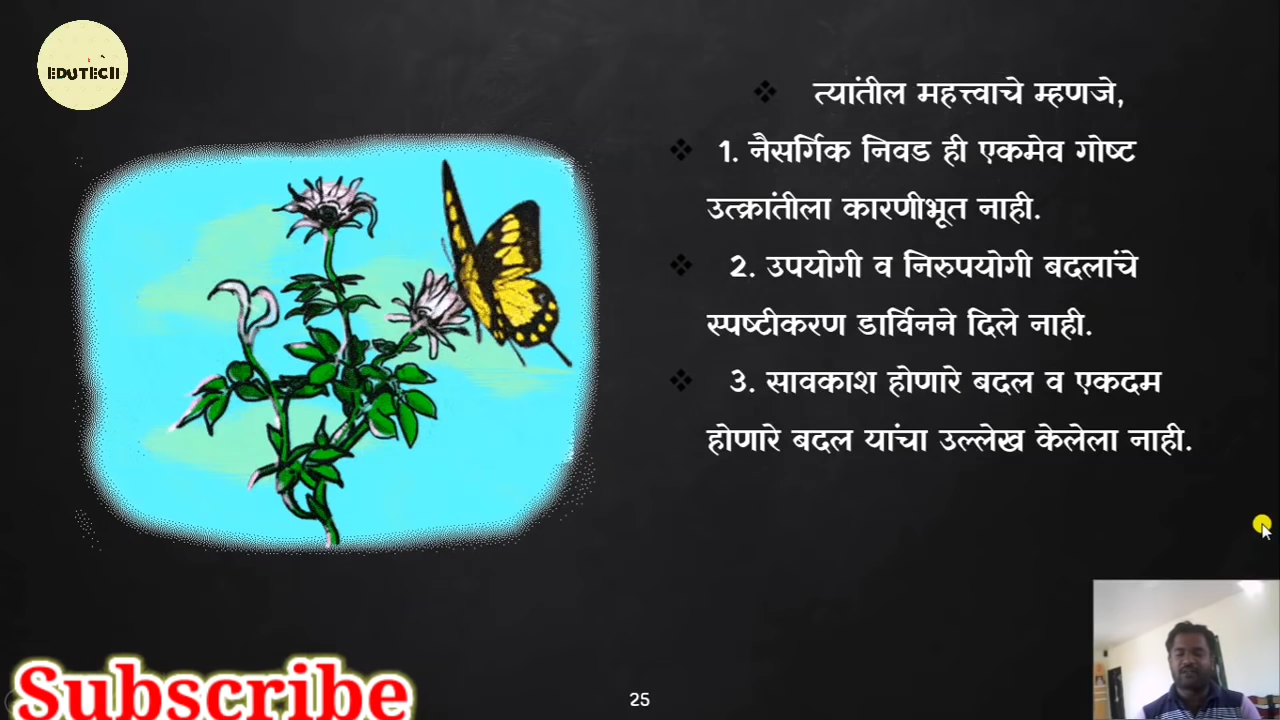 EDUTECH
त्यांतील महत्त्वाचे म्हणजे,
1. नैसर्गिक निवड ही एकमेव गोष्ट
उत्क्रांतीला कारणीभूत नाही.
2. उपयोगी व निरुपयोगी बदलांचे
स्पष्टीकरण डार्विनने दिले नाही.
3. सावकाश होणारे बदल व एकदम
होणारे बदल यांचा उल्लेख केलेला नाही.
Subscribe
25